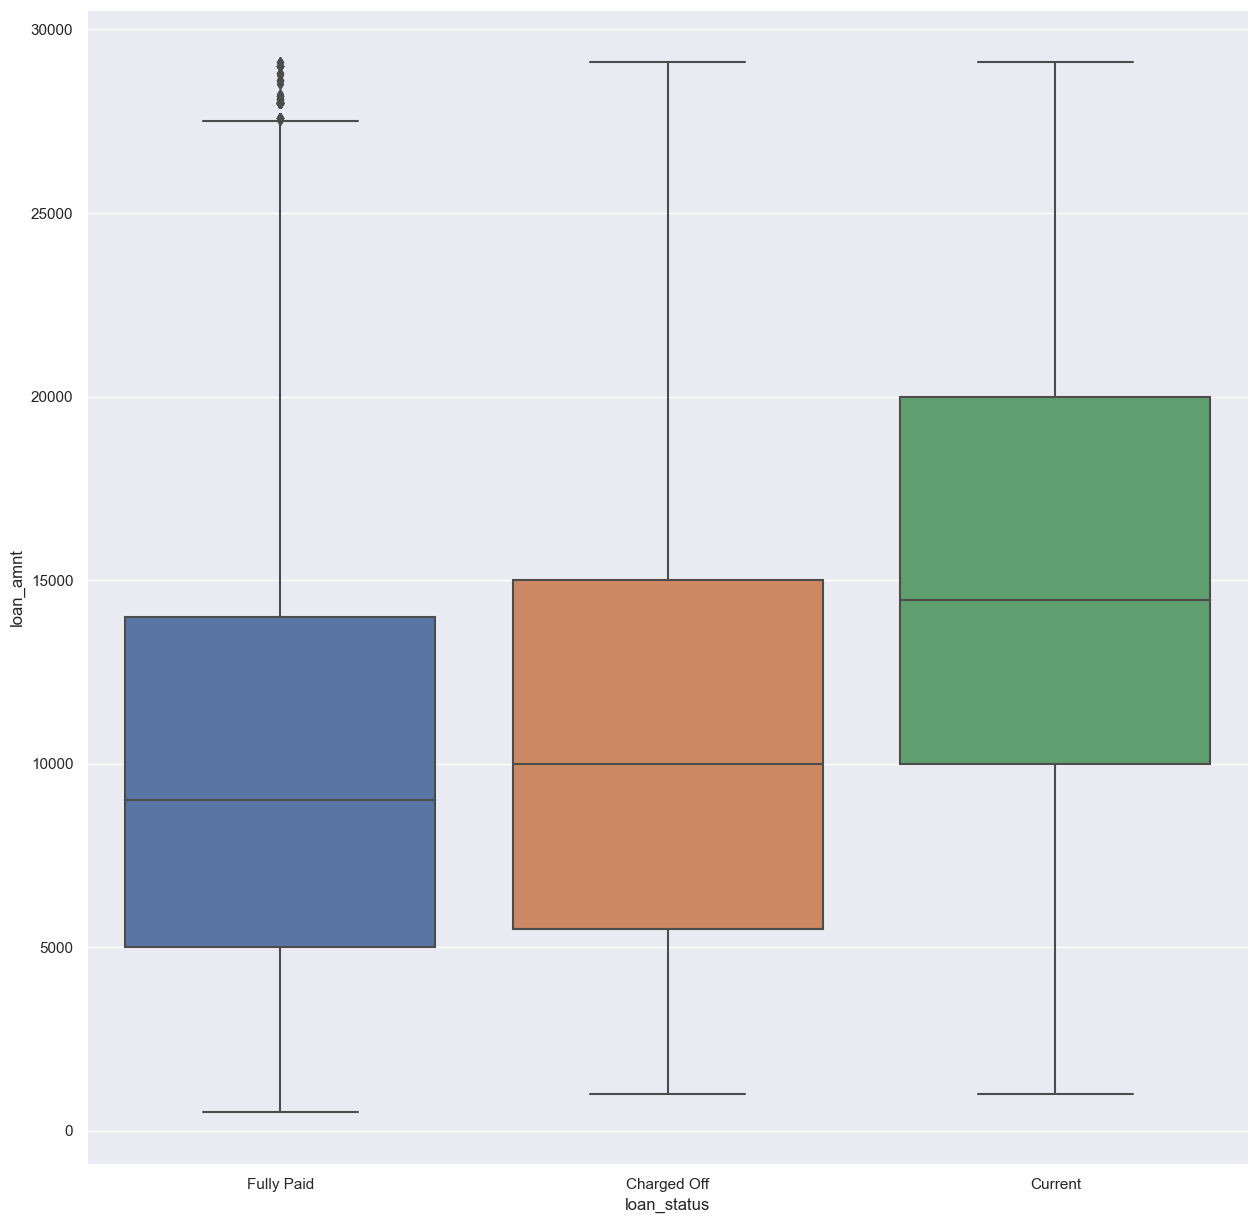 30000
25000
20000
15000
10000
5000
0
loan_amnt
Fully Paid
Charged Off
Current
loan_status